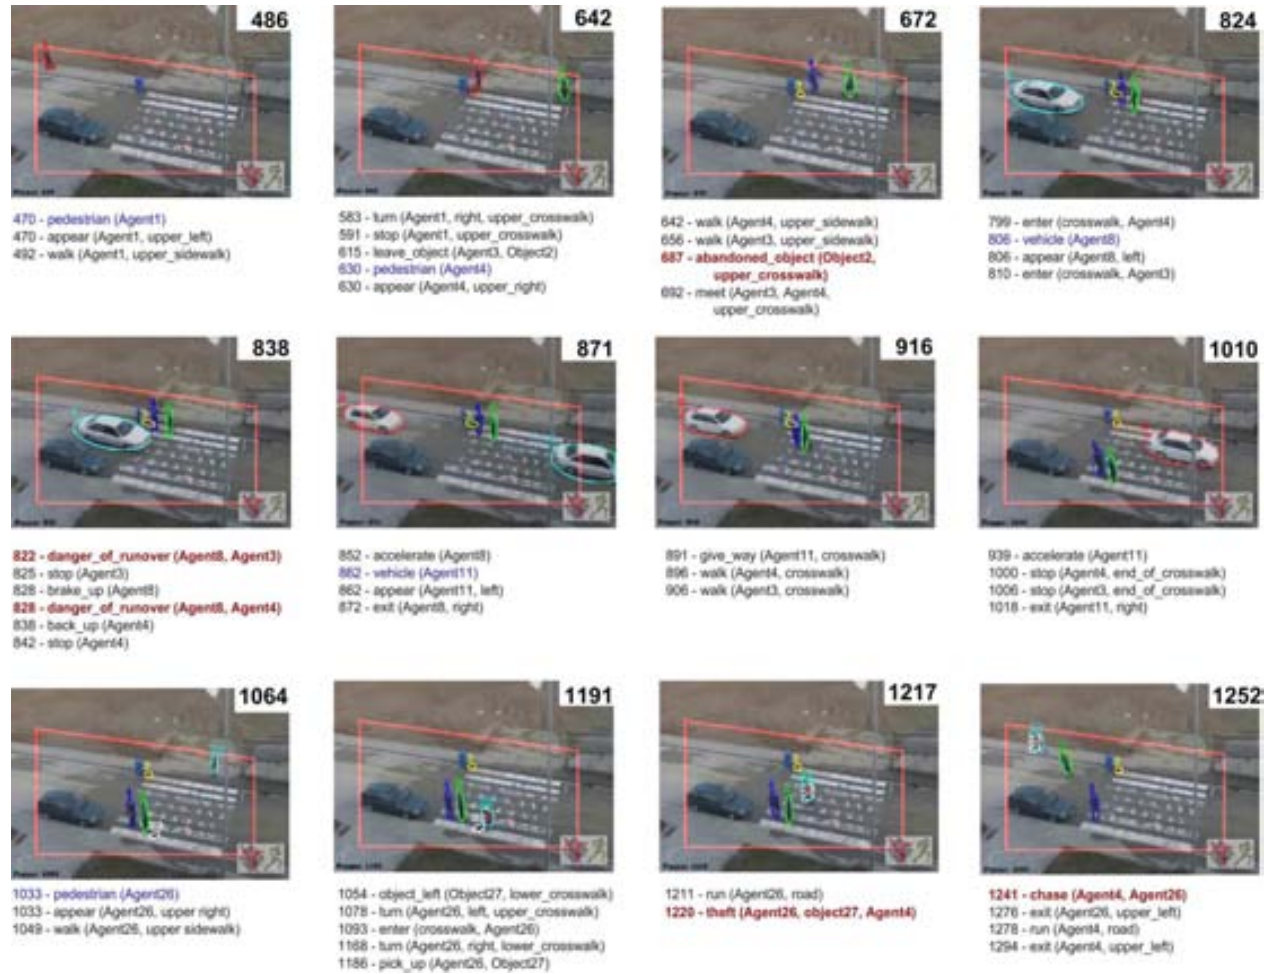 486
642
672
824
470 - pedestrian (Agent1)
470 - appear (Agent1, upper_left)
492 - walk (Agent1, upper_sidewalk)
583 - turn (Agent1, right, upper_crosswalk)
591 - stop (Agent1, upper_crosswalk)
615 - leave_object (Agent3, Object2)
630 - pedestrian (Agent4)
630 - appear (Agent4, upper_right)
642 - walk (Agent4, upper_sidewalk)
656 - walk (Agent3, upper_sidewalk)
687 - abandoned_object (Object2,
upper_crosswalk)
692 - meet (Agent3, Agent4,
upper_crosswalk)
799 - enter (crosswalk, Agent4)
806 - vehicle (Agent8)
806 - appear (Agent8, left)
810 - enter (crosswalk, Agent3)
838
871
916
1010
822 - danger_of_runover (Agent8, Agent3)
825 - stop (Agent3)
828 - brake_up (Agent8)
828 - danger_of_runover (Agent8, Agent4)
838 - back_up (Agent4)
842 - stop (Agent4)
852 - accelerate (Agent8)
862 - vehicle (Agent11)
862 - appear (Agent11, left)
872 - exit (Agent8, right)
891 - give_way (Agent11, crosswalk)
896 - walk (Agent4, crosswalk)
906 - walk (Agent3, crosswalk)
939 - accelerate (Agent11)
1000 - stop (Agent4, end_of_crosswalk)
1006 - stop (Agent3, end_of_crosswalk)
1018 - exit (Agent11, right)
1064
1191
1217
1252
1033 - pedestrian (Agent26)
1033 - appear (Agent26, upper right)
1049 - walk (Agent26, upper sidewalk)
1054 - object_left (Object27, lower_crosswalk)
1078 - turn (Agent26, left, upper_crosswalk)
1093 - enter (crosswalk, Agent26)
1168 - turn (Agent26, right, lower_crosswalk)
1186 - pick_up (Agent26, Object27)
1211 - run (Agent26, road)
1220 - theft (Agent26, object27, Agent4)
1241 - chase (Agent4, Agent26)
1276 - exit (Agent26, upper_left)
1278 - run (Agent4, road)
1294 - exit (Agent4, upper_left)